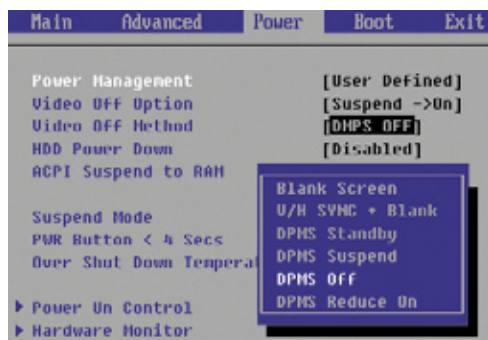 Main Advanced Power Boot Exit
Power Management [User Defined]
Video Off Option [Suspend ->On]
Video Off Method [DMPS OFF]
HDD Power Down [Disabled]
ACPI Suspend to RAM
Blank Screen
V/H SYNC + Blank
Suspend Mode
DPMS Standby
PWR Button < 4 Secs
DPMS Suspend
Over Shut Down Temperat
DPMS Off
DPMS Reduce On
Power Un Control
Hardware Monitor